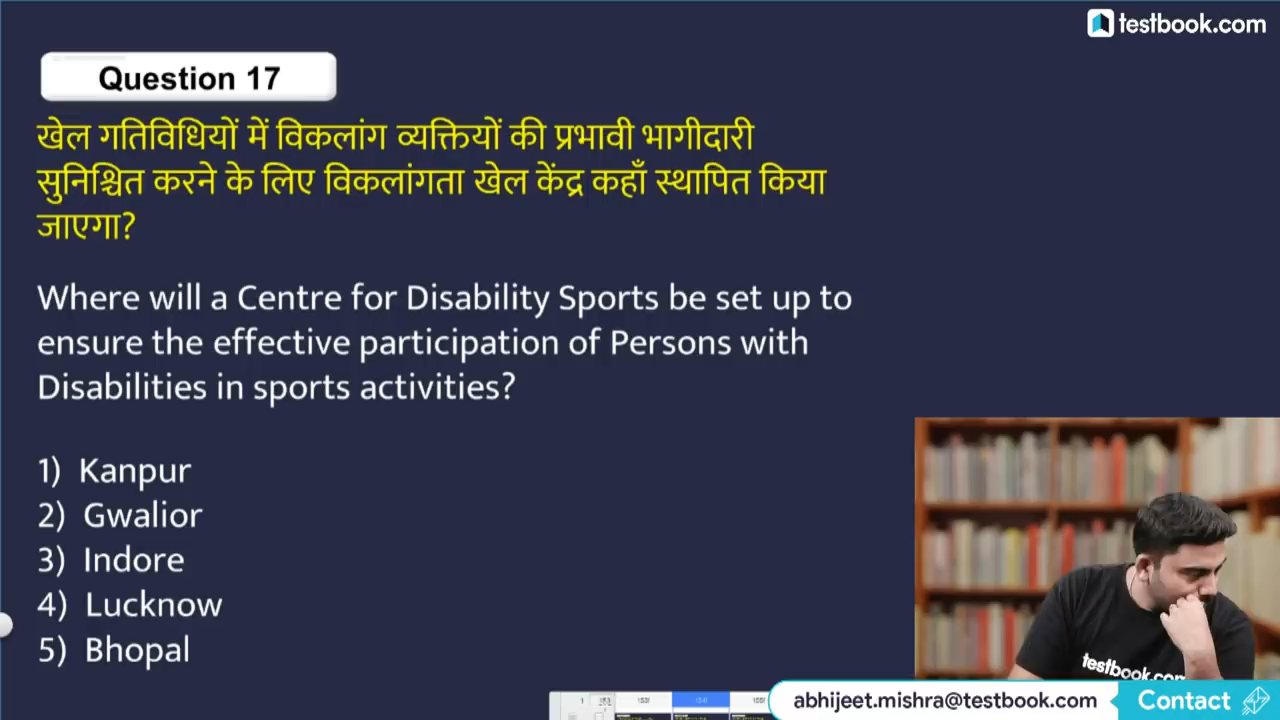 testbook.com
Question 17
खेल गतिविधियों में विकलांग व्यक्तियों की प्रभावी भागीदारी
सुनिश्चित करने के लिए विकलांगता खेल केंद्र कहाँ स्थापित किया
जाएगा?
Where will a Centre for Disability Sports be set up to
ensure the effective participation of Persons with
Disabilities in sports activities?
1) Kanpur
2) Gwalior
3) Indore
4) Lucknow
5) Bhopal
testbook.com
abhijeet.mishra@testbook.com
Contact